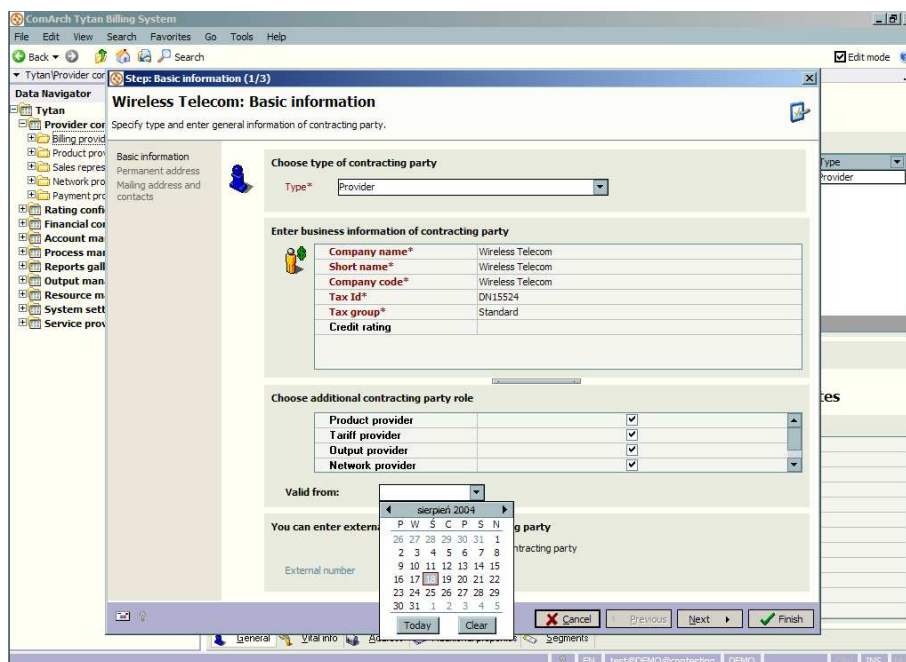 ComArch Tytan Billing System
File Edit View Search Favorites Go Tools Help
Back Search Edit mode
Tytan\Provider cor
Step: Basic information (1/3)
Data Navigator
Tytan
Provider cor
Billing provid
Product prov
Sales repres
Network pro
Payment pro
Rating confi
Financial cor
Account ma
Process mar
Reports gall
Output man
Resource m
System sett
Service prov
Wireless Telecom: Basic information
Specify type and enter general information of contracting party.
Basic information
Permanent address
Mailing address and
contacts
Choose type of contracting party
Type* Provider
Type
Provider
Enter business information of contracting party
Company name* Wireless Telecom
Short name* Wireless Telecom
Company code* Wireless Telecom
Tax Id* DN15524
Tax group* Standard
Credit rating
Choose additional contracting party role
tes
Product provider
Tariff provider
Output provider
Network provider
Valid from:
sierpień 2004
P W Ś C P S N
26 27 28 29 30 31 1
2 3 4 5 6 7 8
9 10 11 12 13 14 15
16 17 18 19 20 21 22
23 24 25 26 27 28 29
30 31 1 2 3 4 5
Today Clear
You can enter externa g party
ntracting party
External number
Cancel Previous Next Finish
General Vital info Segments
EN test@DEMO@contesting DEMO INS